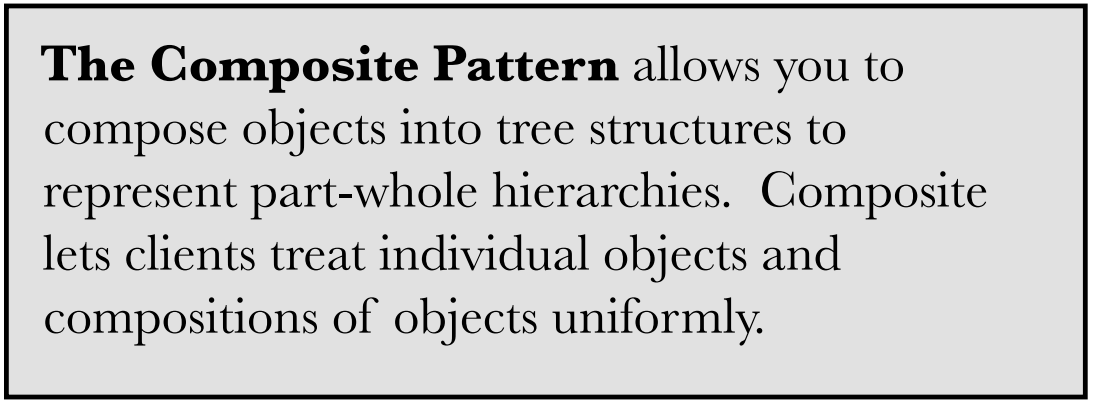 The Composite Pattern allows you to
compose objects into tree structures to
represent part-whole hierarchies. Composite
lets clients treat individual objects and
compositions of objects uniformly.